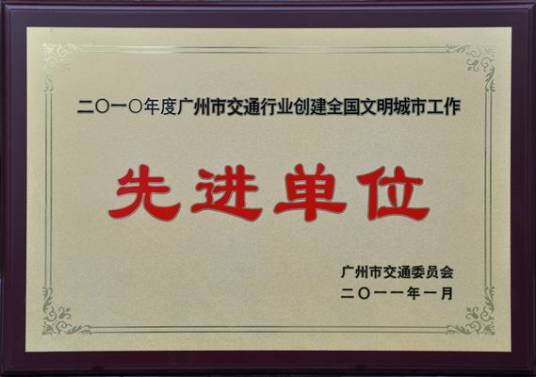 二〇一〇年度广州市交通行业创建全国文明城市工作
先进单位
广州市交通委员会
二〇一一年一月